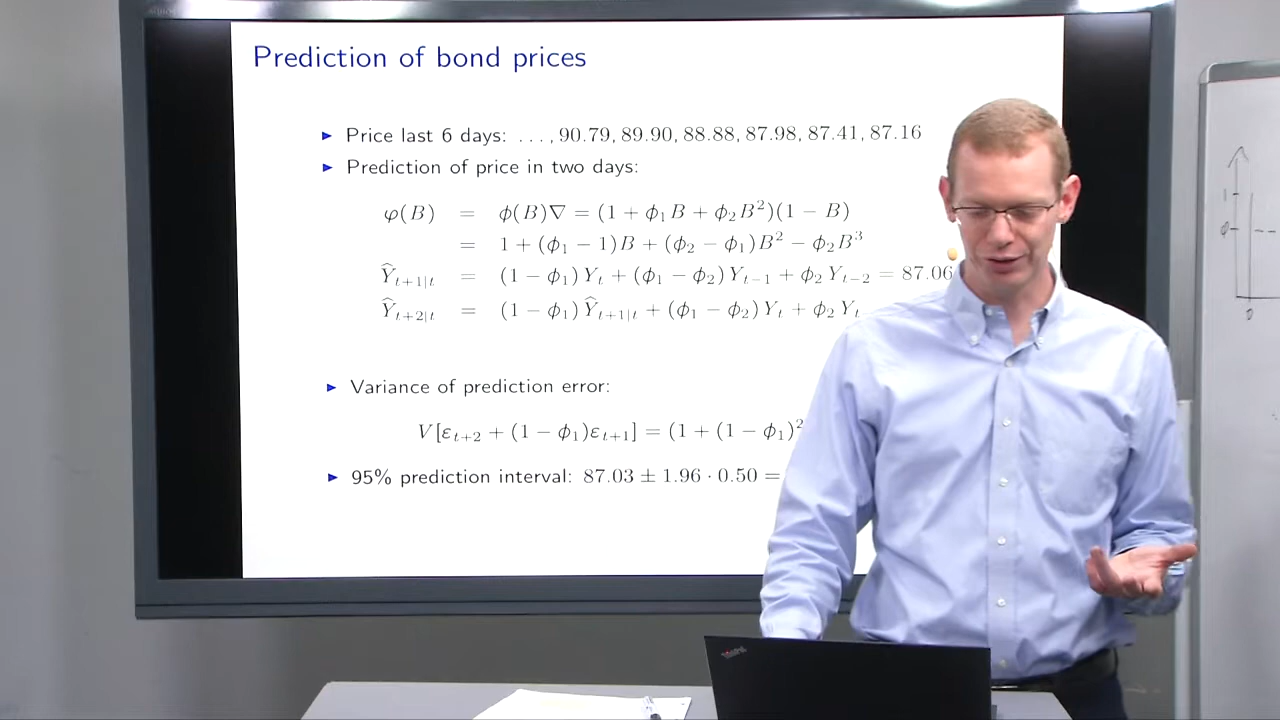 Prediction of bond prices
► Price last 6 days: ..., 90.79, 89.90, 88.88, 87.98, 87.41, 87.16
► Prediction of price in two days:
φ(B) = ϕ(B)∇ = (1 + ϕ₁B + ϕ₂B²)(1 − B)
= 1 + (ϕ₁ − 1)B + (ϕ₂ − ϕ₁)B² − ϕ₂B³
Ŷ_{t+1|t} = (1 − ϕ₁) Y_t + (ϕ₁ − ϕ₂) Y_{t−1} + ϕ₂ Y_{t−2} = 87.06
Ŷ_{t+2|t} = (1 − ϕ₁) Ŷ_{t+1|t} + (ϕ₁ − ϕ₂) Y_t + ϕ₂ Y_t
► Variance of prediction error:
V[ε_{t+2} + (1 − ϕ₁)ε_{t+1}] = (1 + (1 − ϕ₁)²
► 95% prediction interval: 87.03 ± 1.96 · 0.50 =
1
0
ThinkPad